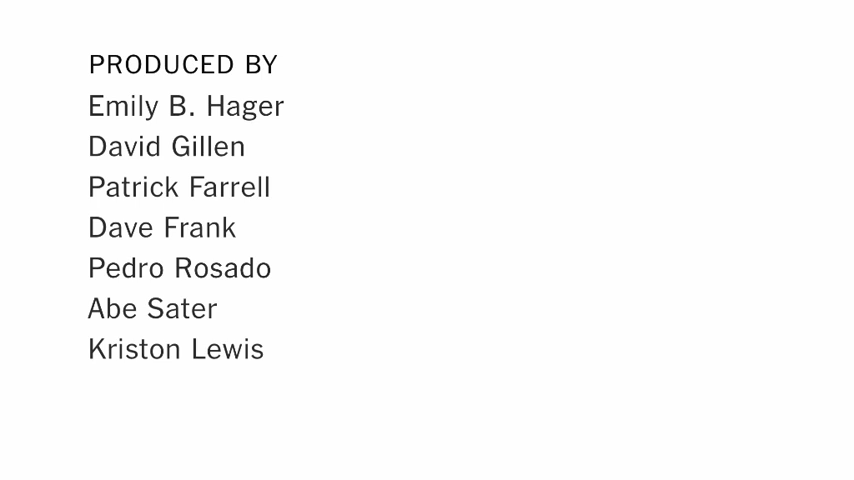 PRODUCED BY
Emily B. Hager
David Gillen
Patrick Farrell
Dave Frank
Pedro Rosado
Abe Sater
Kriston Lewis